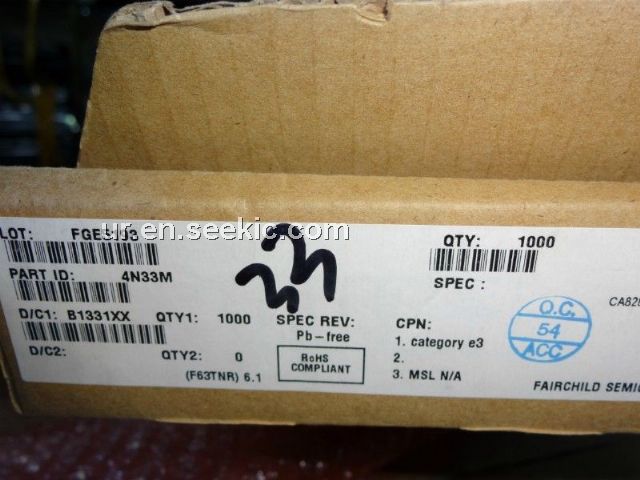 LOT: QTY: 1000
ur.en.seekic.com
PART ID: 4N33M
SPEC :
D/C1: B1331XX QTY1: 1000 SPEC REV: CPN:
Pb-free 1. category e3
D/C2: QTY2: 0 RoHS COMPLIANT 2.
(F63TNR) 6.1 3. MSL N/A
33
O.C.
54
ACC
FAIRCHILD